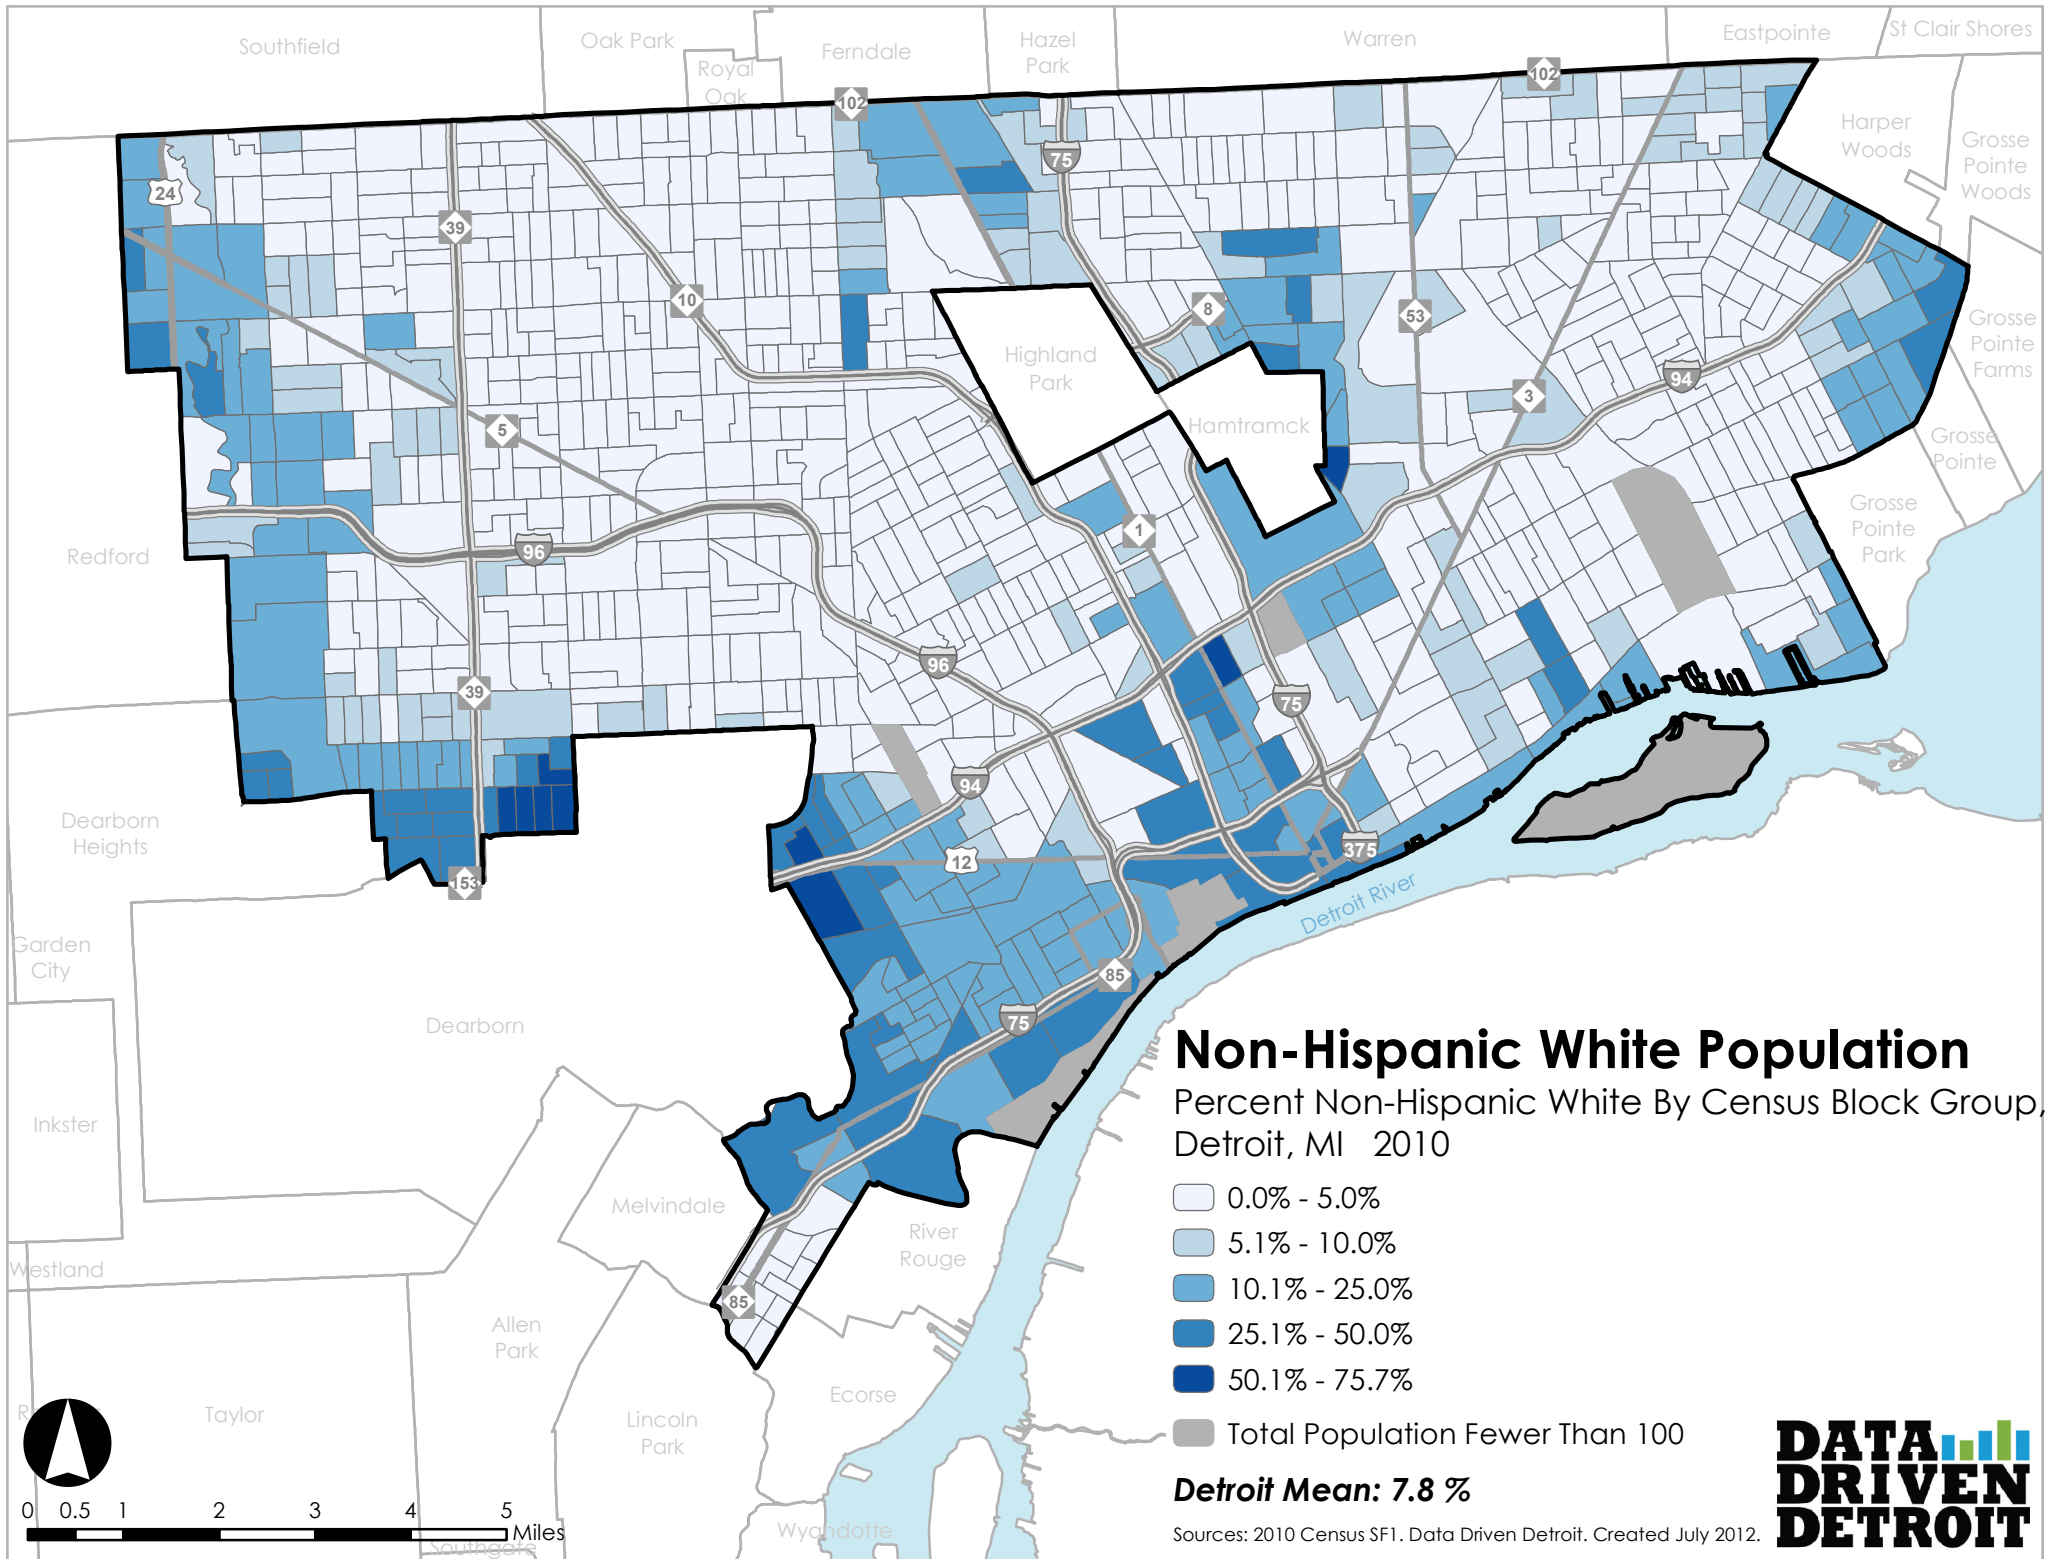 Southfield
Oak Park
Royal
Oak
Ferndale
Hazel
Park
Warren
Eastpointe
St Clair Shores
102
102
Harper
Woods
Grosse
Pointe
Woods
75
24
39
10
8
53
Highland
Park
Grosse
Pointe
Farms
94
3
5
Hamtramck
Grosse
Pointe
Grosse
Pointe
Park
1
96
Redford
96
39
75
94
12
375
Dearborn
Heights
153
Detroit River
Garden
City
85
75
Dearborn
Inkster
Melvindale
River
Rouge
Westland
85
Allen
Park
Ecorse
Taylor
Lincoln
Park
Wyandotte
Southgate
Non-Hispanic White Population
Percent Non-Hispanic White By Census Block Group,
Detroit, MI 2010
0.0% - 5.0%
5.1% - 10.0%
10.1% - 25.0%
25.1% - 50.0%
50.1% - 75.7%
Total Population Fewer Than 100
Detroit Mean: 7.8 %
Sources: 2010 Census SF1. Data Driven Detroit. Created July 2012.
0 0.5 1 2 3 4 5
Miles
DATA
DRIVEN
DETROIT